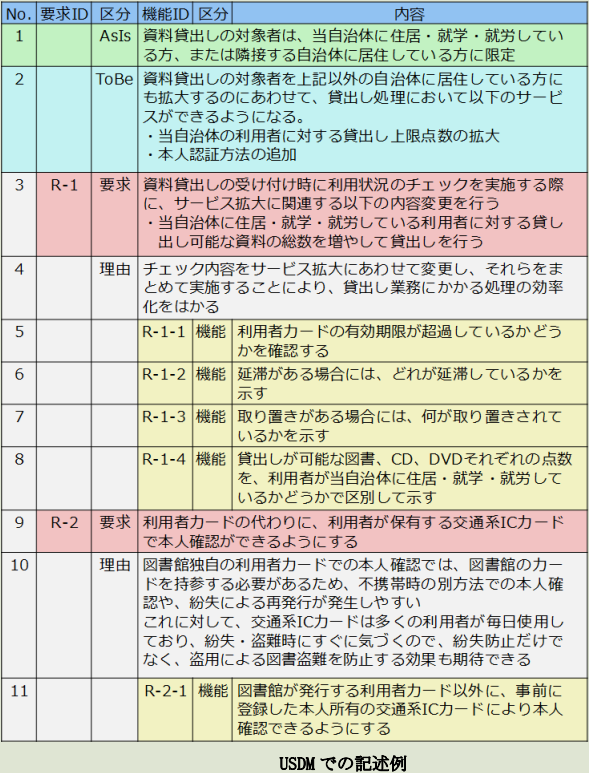 No. 要求ID 区分 機能ID 区分 内容
1 AsIs 資料貸出しの対象者は、当自治体に住居・就学・就労してい
る方、または隣接する自治体に居住している方に限定
2 ToBe 資料貸出しの対象者を上記以外の自治体に居住している方に
も拡大するのにあわせて、貸出し処理において以下のサービ
スができるようになる。
・当自治体の利用者に対する貸出し上限点数の拡大
・本人認証方法の追加
3 R-1 要求 資料貸出しの受け付け時に利用状況のチェックを実施する際
に、サービス拡大に関連する以下の内容変更を行う
・当自治体に住居・就学・就労している利用者に対する貸し
出し可能な資料の総数を増やして貸出しを行う
4 理由 チェック内容をサービス拡大にあわせて変更し、それらをま
とめて実施することにより、貸出し業務にかかる処理の効率
化をはかる
5 R-1-1 機能 利用者カードの有効期限が超過しているかどう
かを確認する
6 R-1-2 機能 延滞がある場合には、どれが延滞しているかを
示す
7 R-1-3 機能 取り置きがある場合には、何が取り置きされて
いるかを示す
8 R-1-4 機能 貸出しが可能な図書、CD、DVDそれぞれの点数
を、利用者が当自治体に住居・就学・就労して
いるかどうかで区別して示す
9 R-2 要求 利用者カードの代わりに、利用者が保有する交通系ICカード
で本人確認ができるようにする
10 理由 図書館独自の利用者カードでの本人確認では、図書館のカー
ドを持参する必要があるため、不携帯時の別方法での本人確
認や、紛失による再発行が発生しやすい
これに対して、交通系ICカードは多くの利用者が毎日使用し
ており、紛失・盗難時にすぐに気づくので、紛失防止だけで
なく、盗用による図書盗難を防止する効果も期待できる
11 R-2-1 機能 図書館が発行する利用者カード以外に、事前に
登録した本人所有の交通系ICカードにより本人
確認できるようにする
USDM での記述例